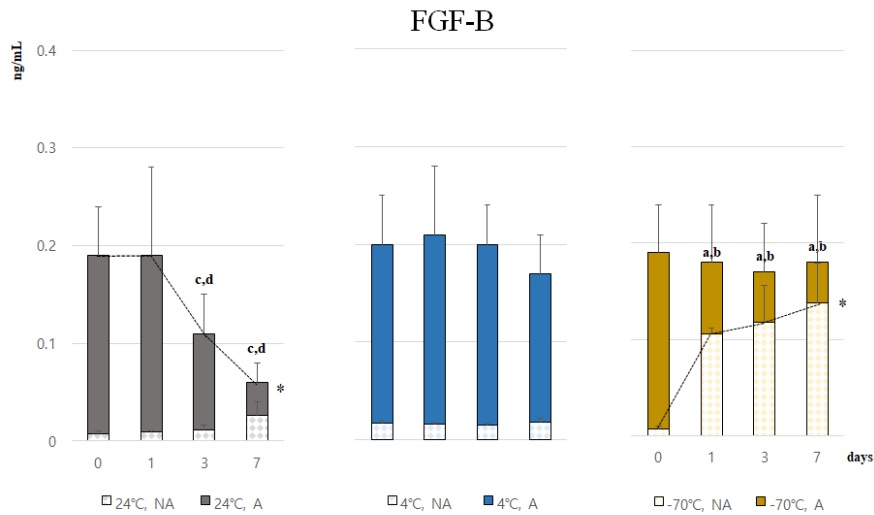 FGF-B
ng/mL
0.4
0.3
0.2
0.1
0
c,d
c,d
*
a,b
a,b
a,b
*
0 1 3 7
0 1 3 7 days
24℃, NA 24℃, A
4℃, NA 4℃, A
-70℃, NA -70℃, A